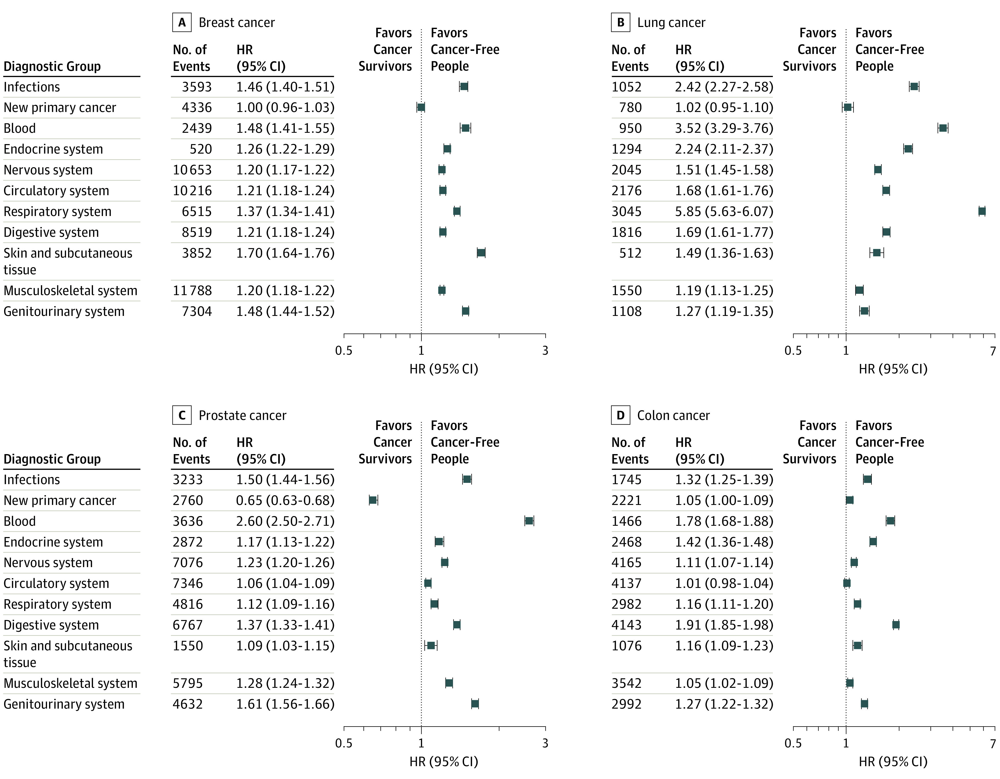 A Breast cancer
Favors Cancer Survivors
Favors Cancer-Free People
Diagnostic Group No. of Events HR (95% CI)
Infections 3593 1.46 (1.40-1.51)
New primary cancer 4336 1.00 (0.96-1.03)
Blood 2439 1.48 (1.41-1.55)
Endocrine system 520 1.26 (1.22-1.29)
Nervous system 10 653 1.20 (1.17-1.22)
Circulatory system 10 216 1.21 (1.18-1.24)
Respiratory system 6515 1.37 (1.34-1.41)
Digestive system 8519 1.21 (1.18-1.24)
Skin and subcutaneous tissue 3852 1.70 (1.64-1.76)
Musculoskeletal system 11 788 1.20 (1.18-1.22)
Genitourinary system 7304 1.48 (1.44-1.52)
0.5 1 3
HR (95% CI)
B Lung cancer
Favors Cancer Survivors
Favors Cancer-Free People
No. of Events HR (95% CI)
1052 2.42 (2.27-2.58)
780 1.02 (0.95-1.10)
950 3.52 (3.29-3.76)
1294 2.24 (2.11-2.37)
2045 1.51 (1.45-1.58)
2176 1.68 (1.61-1.76)
3045 5.85 (5.63-6.07)
1816 1.69 (1.61-1.77)
512 1.49 (1.36-1.63)
1550 1.19 (1.13-1.25)
1108 1.27 (1.19-1.35)
0.5 1 7
HR (95% CI)
C Prostate cancer
Favors Cancer Survivors
Favors Cancer-Free People
Diagnostic Group No. of Events HR (95% CI)
Infections 3233 1.50 (1.44-1.56)
New primary cancer 2760 0.65 (0.63-0.68)
Blood 3636 2.60 (2.50-2.71)
Endocrine system 2872 1.17 (1.13-1.22)
Nervous system 7076 1.23 (1.20-1.26)
Circulatory system 7346 1.06 (1.04-1.09)
Respiratory system 4816 1.12 (1.09-1.16)
Digestive system 6767 1.37 (1.33-1.41)
Skin and subcutaneous tissue 1550 1.09 (1.03-1.15)
Musculoskeletal system 5795 1.28 (1.24-1.32)
Genitourinary system 4632 1.61 (1.56-1.66)
0.5 1 3
HR (95% CI)
D Colon cancer
Favors Cancer Survivors
Favors Cancer-Free People
No. of Events HR (95% CI)
1745 1.32 (1.25-1.39)
2221 1.05 (1.00-1.09)
1466 1.78 (1.68-1.88)
2468 1.42 (1.36-1.48)
4165 1.11 (1.07-1.14)
4137 1.01 (0.98-1.04)
2982 1.16 (1.11-1.20)
4143 1.91 (1.85-1.98)
1076 1.16 (1.09-1.23)
3542 1.05 (1.02-1.09)
2992 1.27 (1.22-1.32)
0.5 1 7
HR (95% CI)